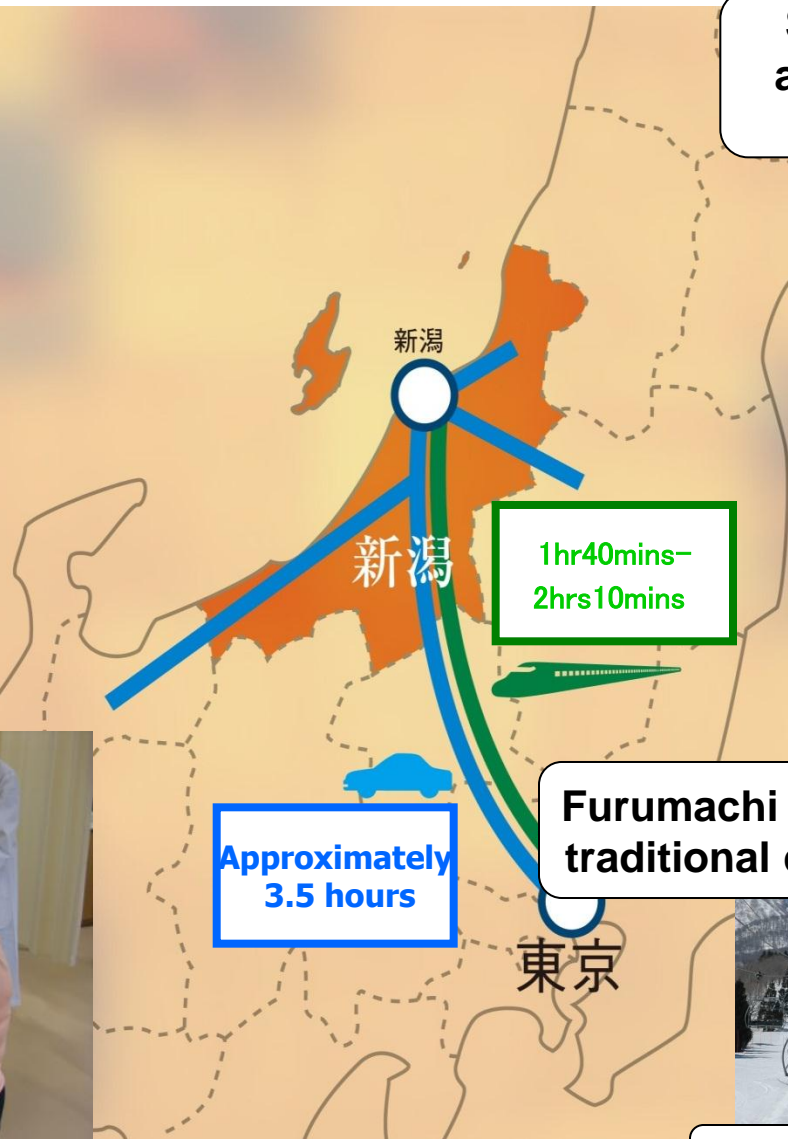 新潟
新潟
1hr40mins-
2hrs10mins
Approximately
3.5 hours
Furumachi
traditional
東京